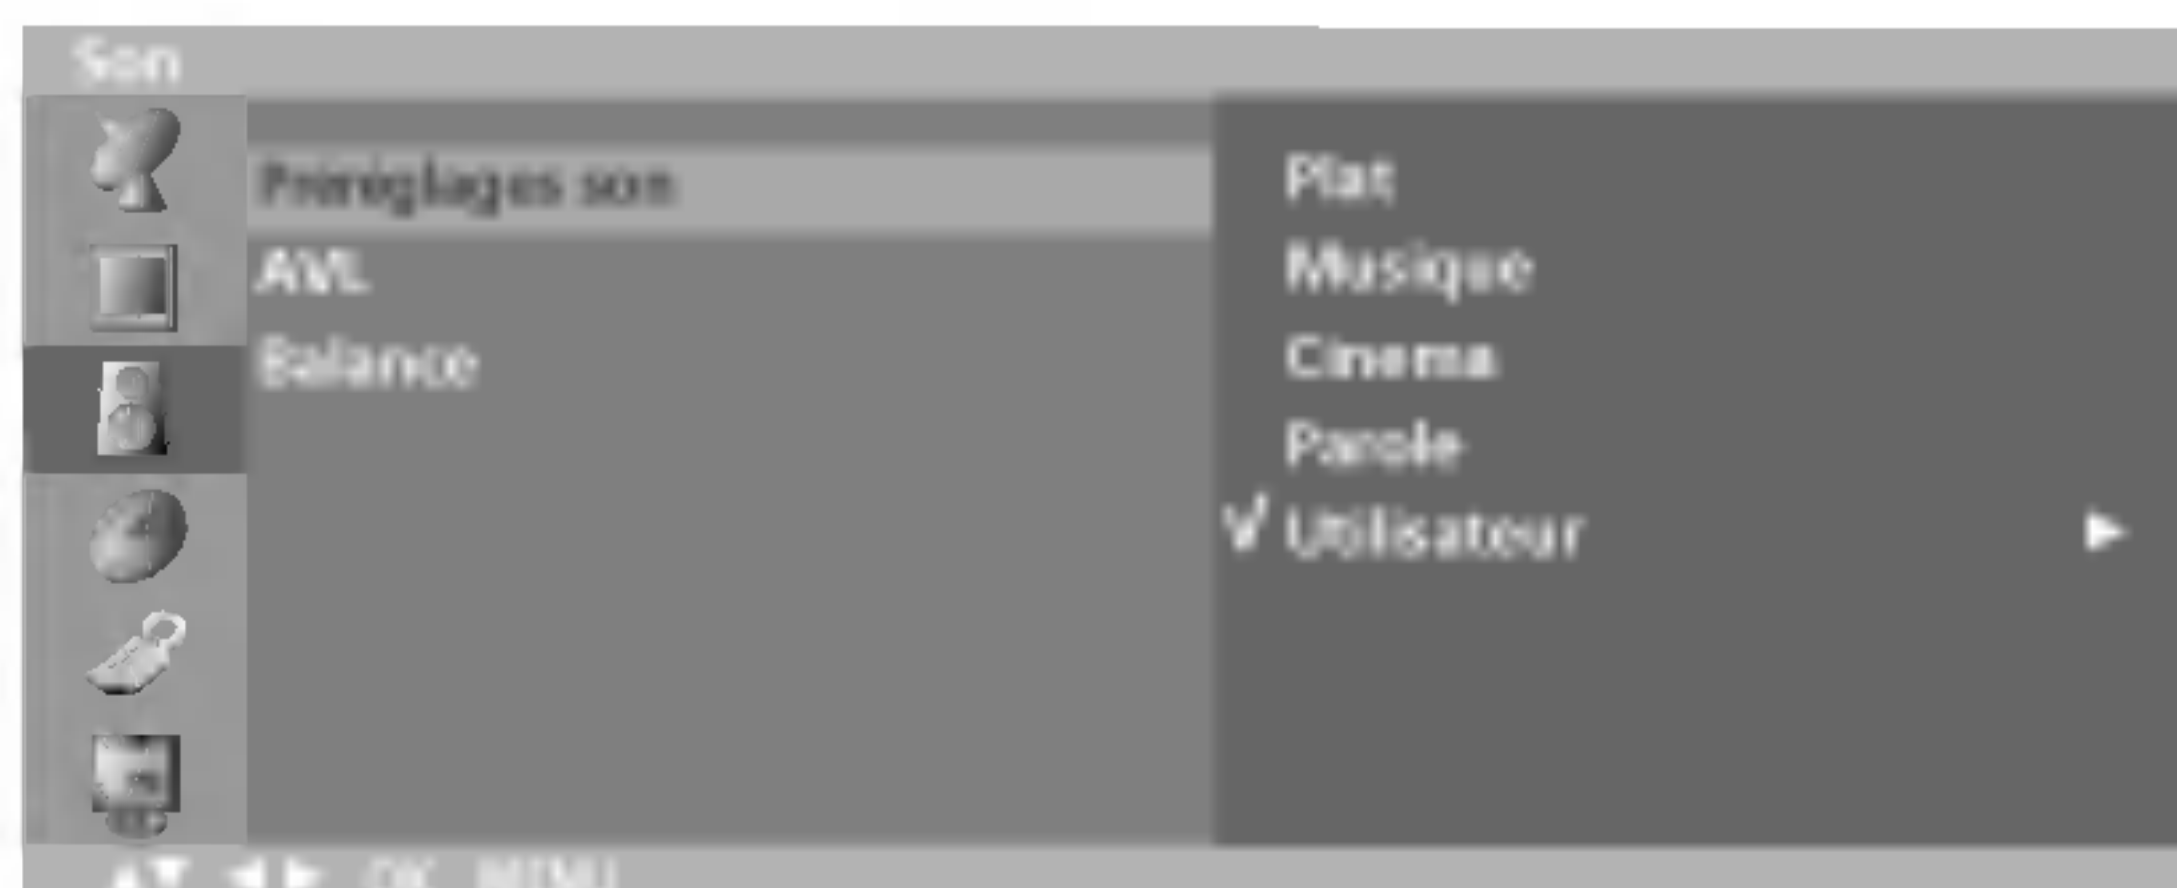 Son
Préréglages son
AVL
Balance
Plat
Musique
Cinema
Parole
√ Utilisateur ►
▲▼ ◄► OK MENU